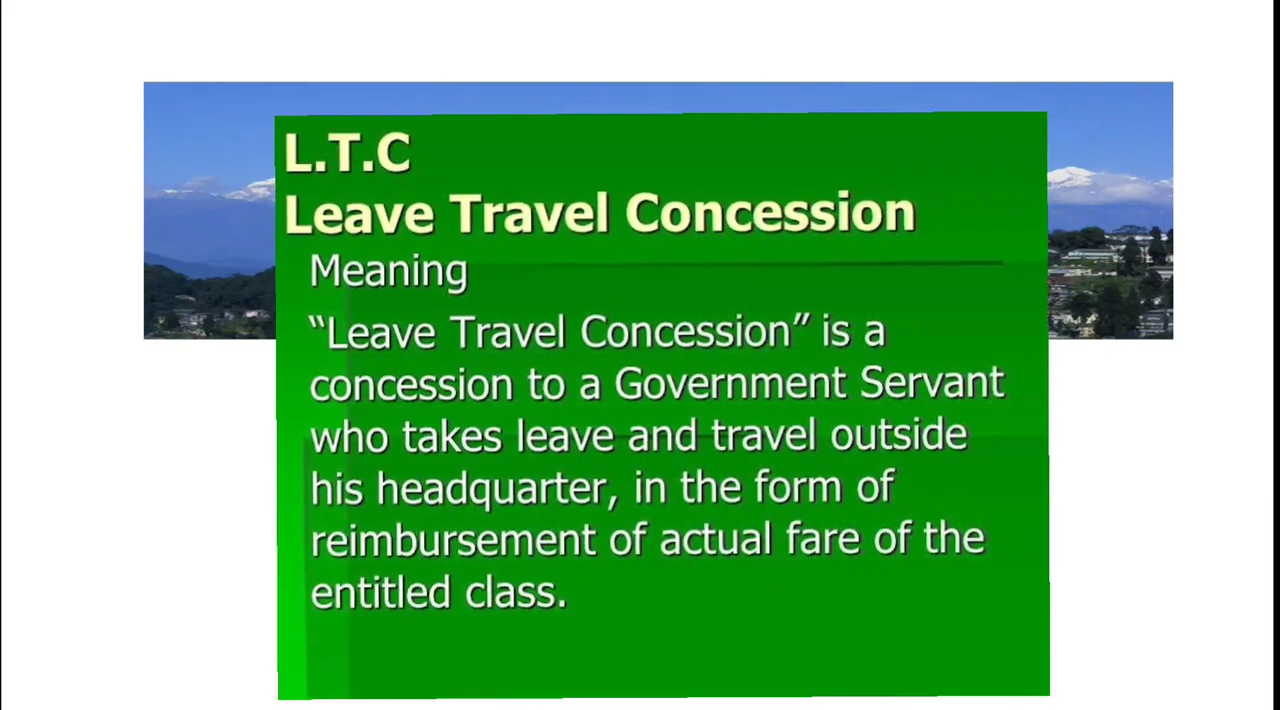 L.T.C
Leave Travel Concession
Meaning
“Leave Travel Concession” is a
concession to a Government Servant
who takes leave and travel outside
his headquarter, in the form of
reimbursement of actual fare of the
entitled class.